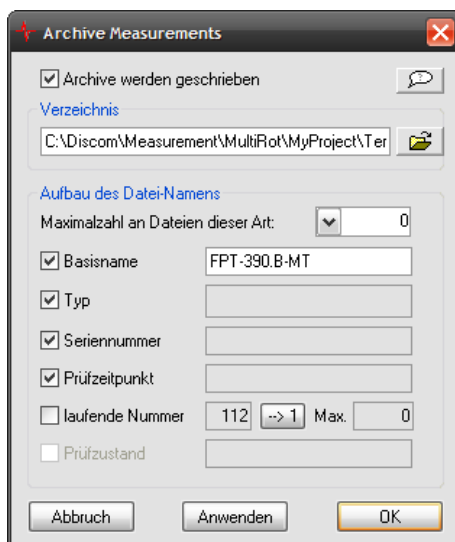 Archive Measurements
Archive werden geschrieben
Verzeichnis
C:\Discom\Measurement\MultiRot\MyProject\Ter
Aufbau des Datei-Namens
Maximalzahl an Dateien dieser Art: 0
Basisname FPT-390.B-MT
Typ
Seriennummer
Prüfzeitpunkt
laufende Nummer 112 --> 1 Max. 0
Prüfzustand
Abbruch Anwenden OK